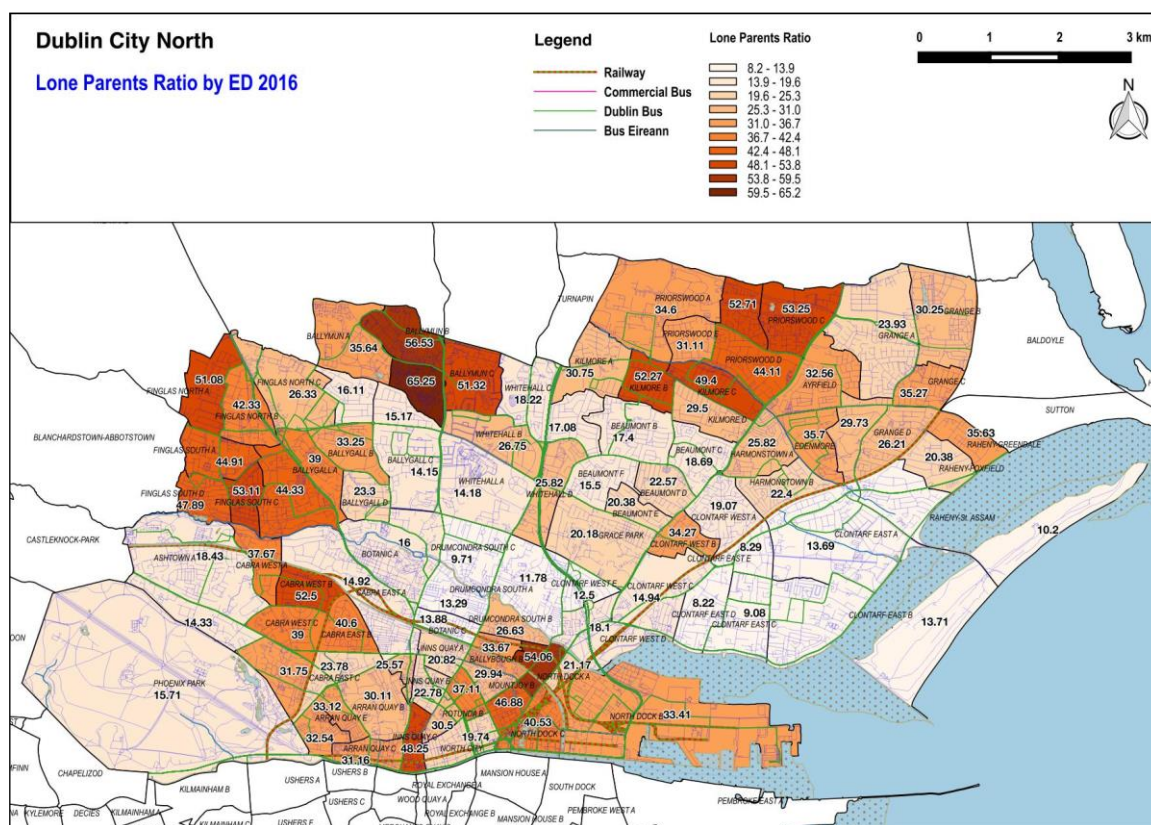 Dublin City North
Lone Parents Ratio by ED 2016
Legend
Railway
Commercial Bus
Dublin Bus
Bus Eireann
Lone Parents Ratio
8.2 - 13.9
13.9 - 19.6
19.6 - 25.3
25.3 - 31.0
31.0 - 36.7
36.7 - 42.4
42.4 - 48.1
48.1 - 53.8
53.8 - 59.5
59.5 - 65.2
0 1 2 3 km
N
TURNAPIN
PRIORSWOOD A
34.6
52.71
53.25
PRIORSWOOD C
30.25
GRANGE B
23.93
GRANGE A
BALDOYLE
BALLYMUN A
35.64
BALLYMUN B
56.53
PRIORSWOOD E
31.11
PRIORSWOOD D
44.11
KILMORE A
30.75
51.08
FINGLAS NORTH A
FINGLAS NORTH C
26.33
16.11
65.25
BALLYMUN C
51.32
WHITEHALL C
18.22
52.27
KILMORE B
49.4
KILMORE C
32.56
AYRFIELD
GRANGE C
35.27
SUTTON
42.33
FINGLAS NORTH B
15.17
29.5
KILMORE D
BLANCHARDSTOWN-ABBOTSTOWN
33.25
BALLYGALL B
WHITEHALL B
26.75
17.08
BEAUMONT B
17.4
29.73
35.7
EDENMORE
GRANGE D
26.21
35.63
RAHENY-GREENDALE
FINGLAS SOUTH A
44.91
39
BALLYGALL A
BALLYGALL C
14.15
BEAUMONT C
18.69
25.82
HARMONSTOWN A
20.38
RAHENY-FOXFIELD
FINGLAS SOUTH D
47.89
53.11
FINGLAS SOUTH C
44.33
23.3
BALLYGALL D
WHITEHALL A
14.18
25.82
WHITEHALL D
BEAUMONT F
15.5
22.57
BEAUMONT D
HARMONSTOWN B
22.4
20.38
BEAUMONT E
19.07
CLONTARF WEST A
RAHENY-St. ASSAM
10.2
CASTLEKNOCK-PARK
ASHTOWN A
18.43
37.67
CABRA WEST A
16
BOTANIC A
DRUMCONDRA SOUTH C
9.71
20.18
GRACE PARK
34.27
CLONTARF WEST B
8.29
CLONTARF EAST E
13.69
CLONTARF EAST A
CABRA WEST B
52.5
14.92
CABRA EAST A
11.78
DRUMCONDRA SOUTH A
CLONTARF WEST E
12.5
CLONTARF WEST C
14.94
8.22
CLONTARF EAST D
9.08
CLONTARF EAST C
CLONTARF EAST B
13.71
14.33
CABRA WEST C
39
40.6
CABRA EAST B
13.29
13.88
BOTANIC C
DRUMCONDRA SOUTH B
26.63
18.1
CLONTARF WEST D
PHOENIX PARK
15.71
31.75
23.78
CABRA EAST C
25.57
INNS QUAY A
20.82
33.67
BALLYBOUGH B
54.06
21.17
NORTH DOCK A
29.94
MOUNTJOY B
INNS QUAY B
22.78
37.11
ROTUNDA B
46.88
33.12
ARRAN QUAY E
30.11
ARRAN QUAY B
NORTH DOCK B
33.41
32.54
ARRAN QUAY C
31.16
INNS QUAY C
48.25
30.5
19.74
NORTH CITY
40.53
NORTH DOCK C
CHAPELIZOD
KILMAINHAM B
USHERS A
USHERS B
USHERS C
ROYAL EXCHANGE A
WOOD QUAY A
ROYAL EXCHANGE B
MANSION HOUSE A
MANSION HOUSE B
SOUTH DOCK
PEMBROKE WEST A
PEMBROKE EAST A
KYLEMORE
DECIES
KILMAINHAM A
KILMAINHAM C